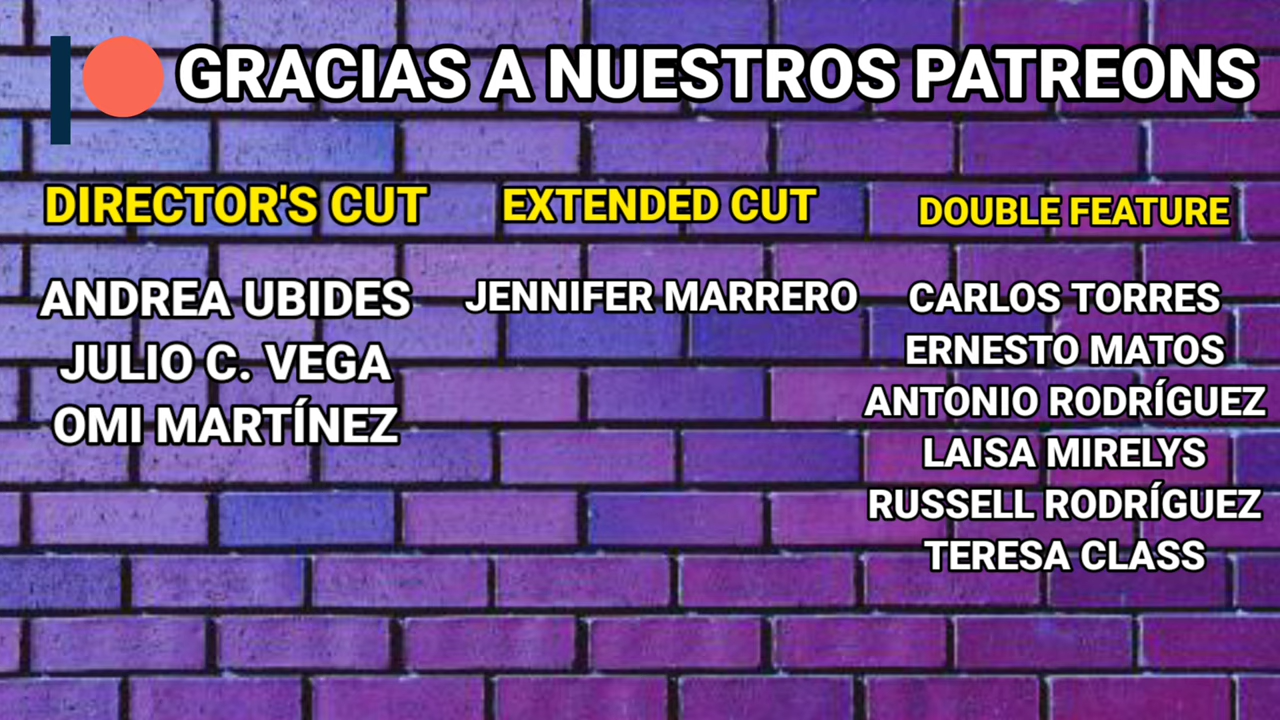 GRACIAS A NUESTROS PATREONS
DIRECTOR'S CUT
ANDREA UBIDES
JULIO C. VEGA
OMI MARTÍNEZ
EXTENDED CUT
JENNIFER MARRERO
DOUBLE FEATURE
CARLOS TORRES
ERNESTO MATOS
ANTONIO RODRÍGUEZ
LAISA MIRELYS
RUSSELL RODRÍGUEZ
TERESA CLASS